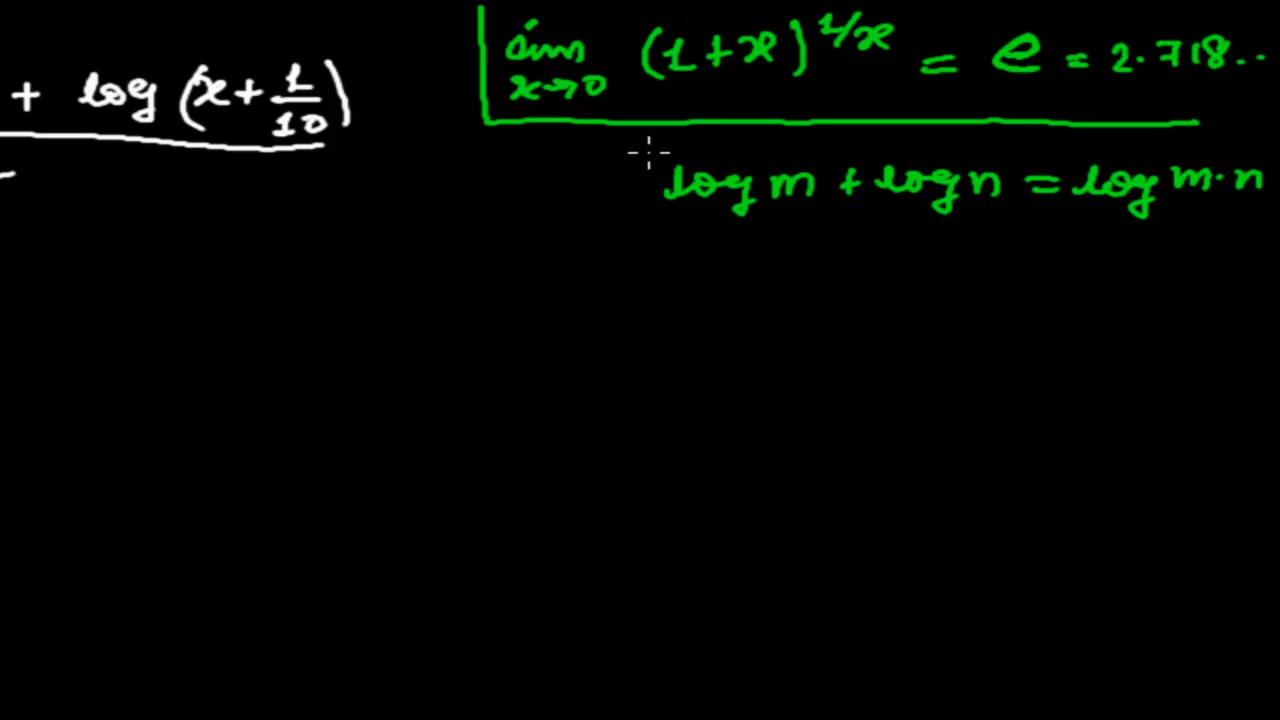 + log (x + 1/10)
lim x→0 (1+x)^1/x = e = 2.718..
log m + log n = log m·n